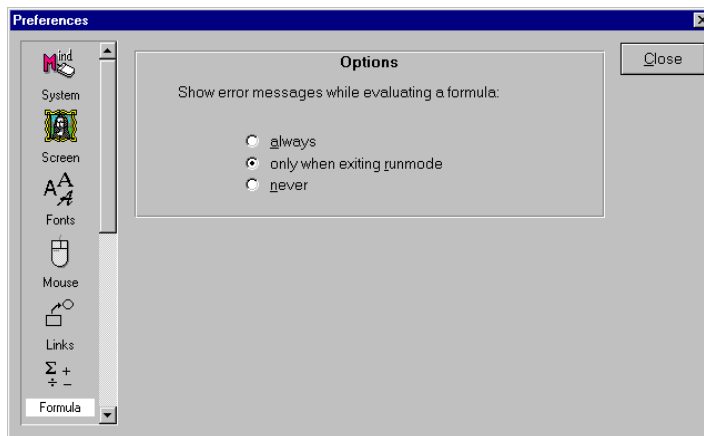 Preferences
Mind
System
Screen
AAA
Fonts
Mouse
Links
Σ +
÷ −
Formula
Options
Show error messages while evaluating a formula:
always
only when exiting runmode
never
Close